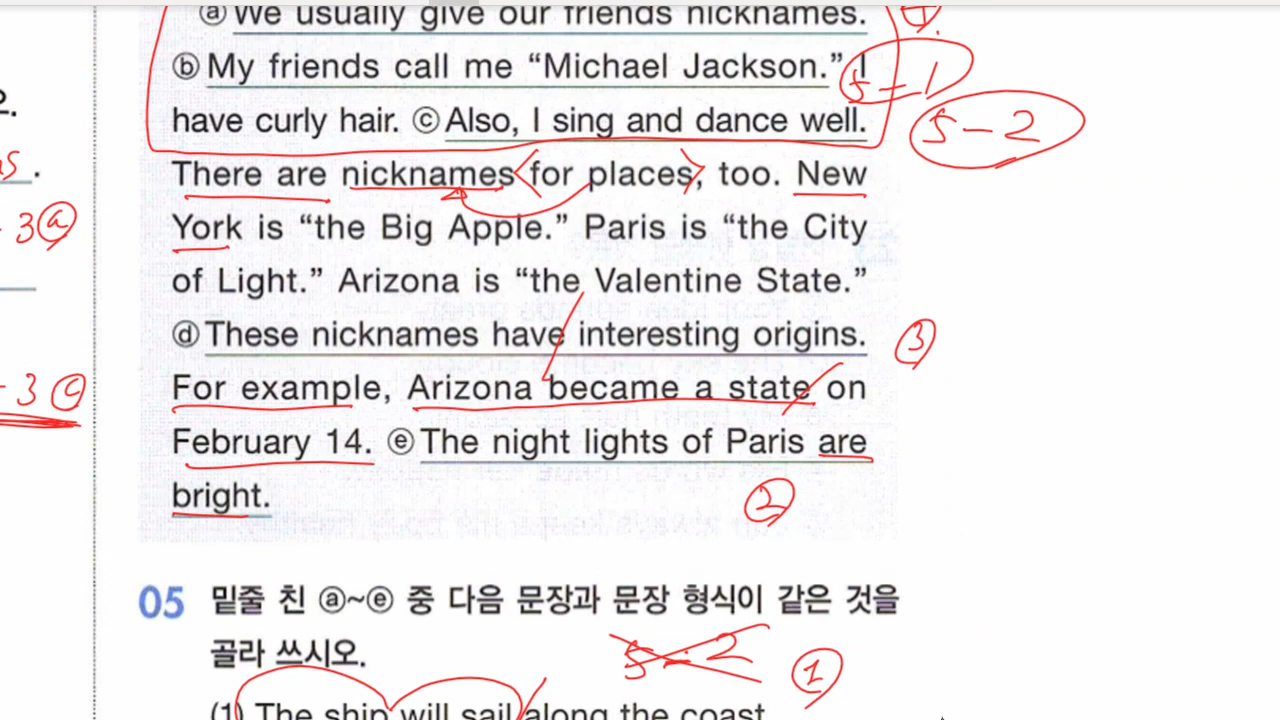 ⓐ We usually give our friends nicknames. 4.
ⓑ My friends call me “Michael Jackson.” I 5-1
have curly hair. ⓒ Also, I sing and dance well. 5-2
There are nicknames <for places>, too. New
York is “the Big Apple.” Paris is “the City
of Light.” Arizona is “the Valentine State.”
ⓓ These nicknames have interesting origins. ③
For example, Arizona became a state on
3ⓒ
February 14. ⓔ The night lights of Paris are
bright. ②
3ⓐ
05 밑줄 친 ⓐ~ⓔ 중 다음 문장과 문장 형식이 같은 것을
골라 쓰시오. 5-2 ①
(1) The ship will sail along the coast